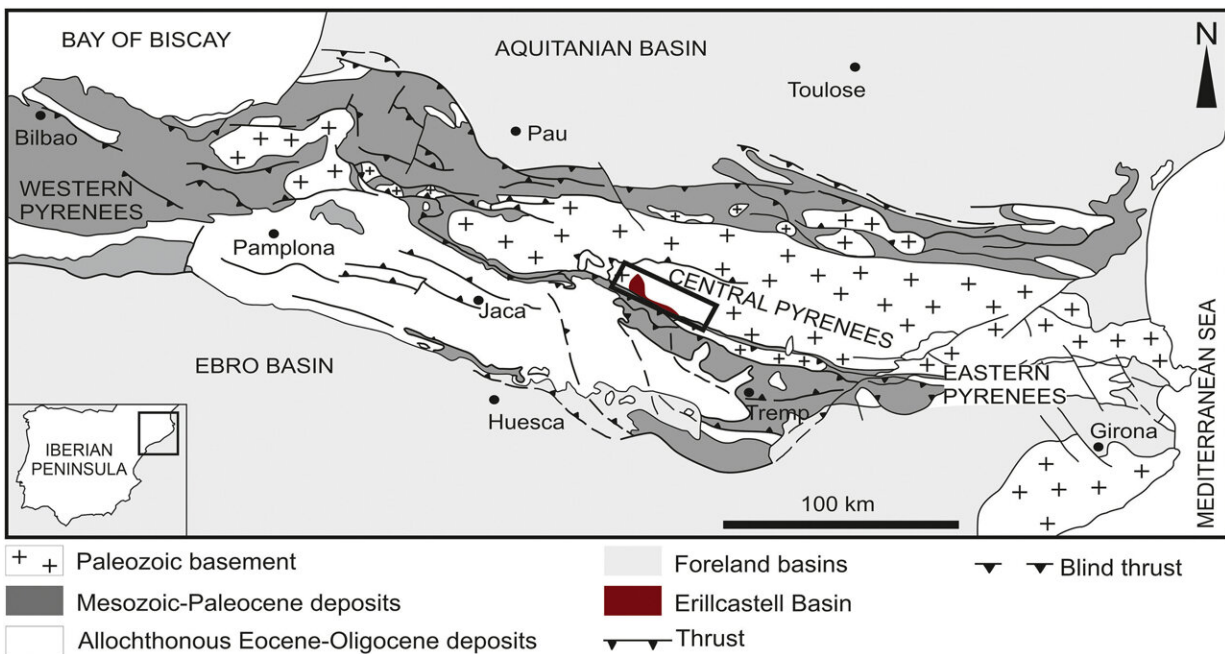 BAY OF BISCAY
AQUITANIAN BASIN
N
Toulose
Bilbao
Pau
WESTERN
PYRENEES
Pamplona
CENTRAL PYRENEES
Jaca
EBRO BASIN
EASTERN
PYRENEES
Huesca
Tremp
Girona
MEDITERRANEAN SEA
IBERIAN
PENINSULA
100 km
Paleozoic basement
Mesozoic-Paleocene deposits
Allochthonous Eocene-Oligocene deposits
Foreland basins
Erillcastell Basin
Thrust
Blind thrust